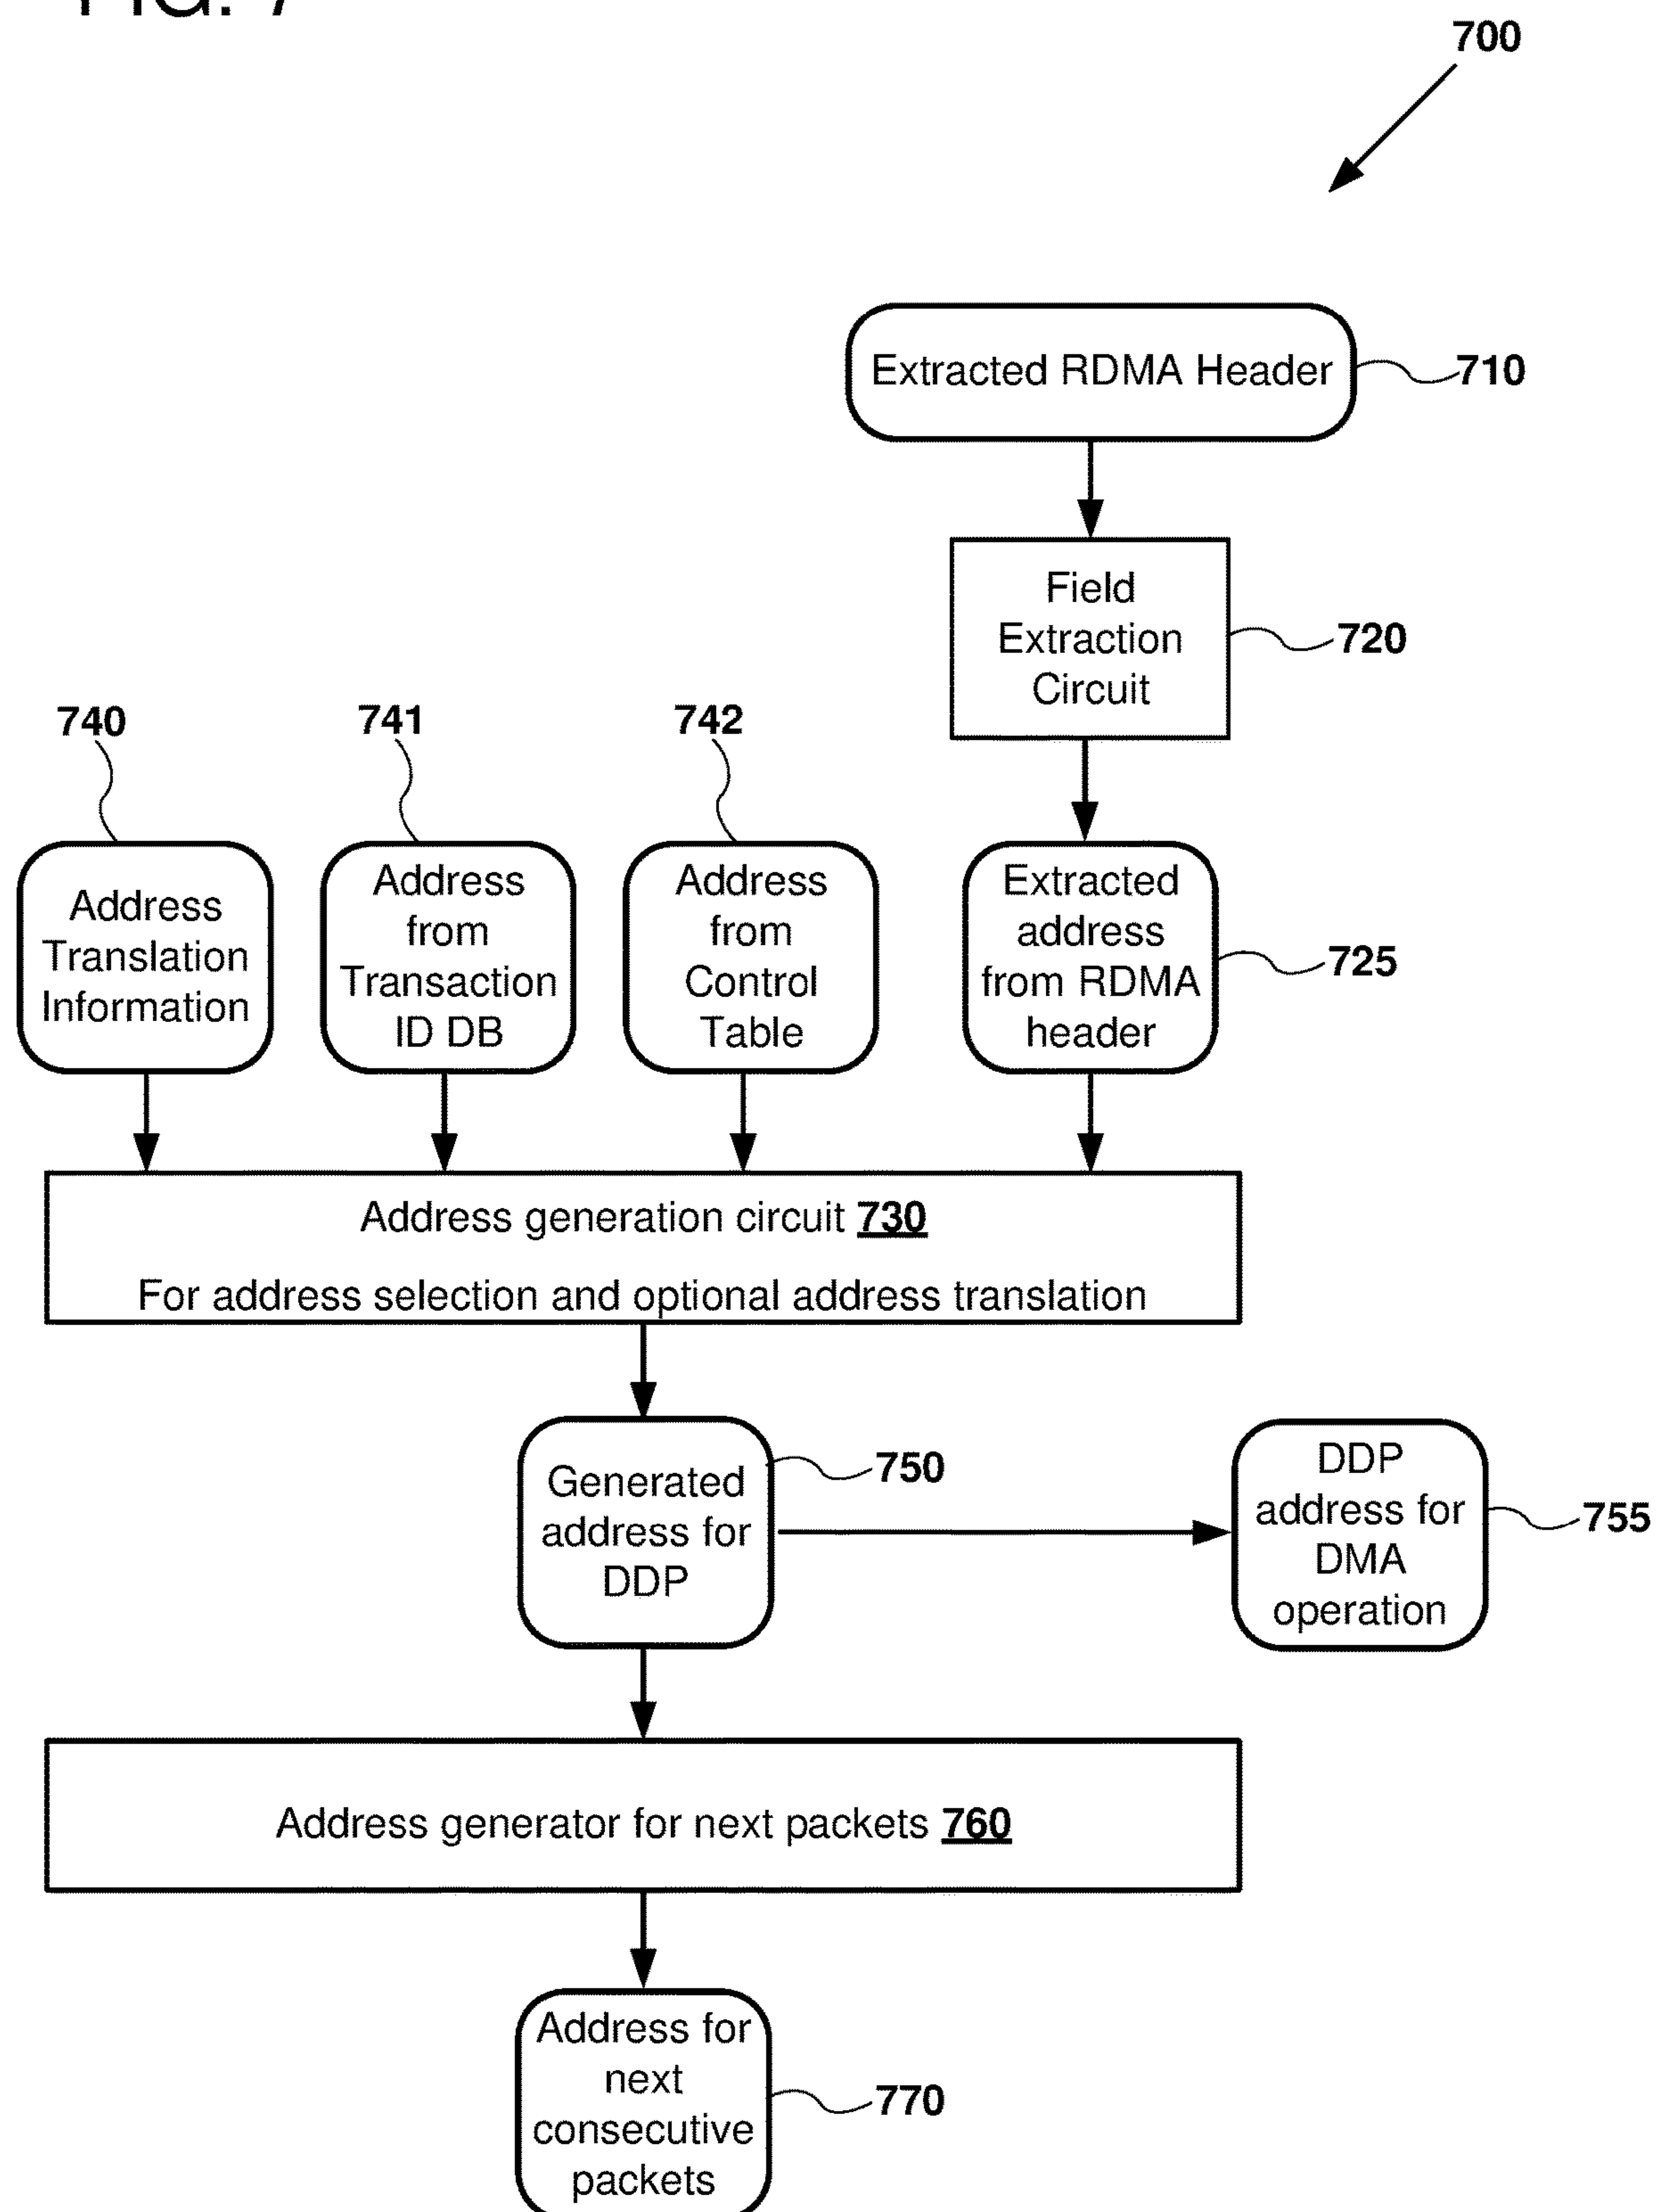 FIG. 7
700
Extracted RDMA Header
710
Field
Extraction
Circuit
720
740
741
742
Address
Translation
Information
Address
from
Transaction
ID DB
Address
from
Control
Table
Extracted
address
from RDMA
header
725
Address generation circuit 730
For address selection and optional address translation
Generated
address for
DDP
750
DDP
address for
DMA
operation
755
Address generator for next packets 760
Address for
next
consecutive
packets
770